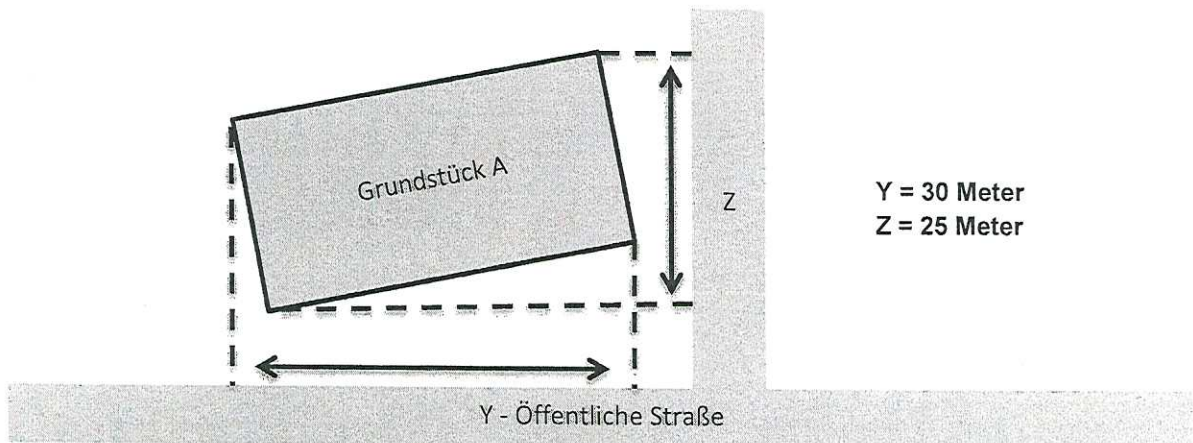 Grundstück A
Z
Y = 30 Meter
Z = 25 Meter
Y - Öffentliche Straße